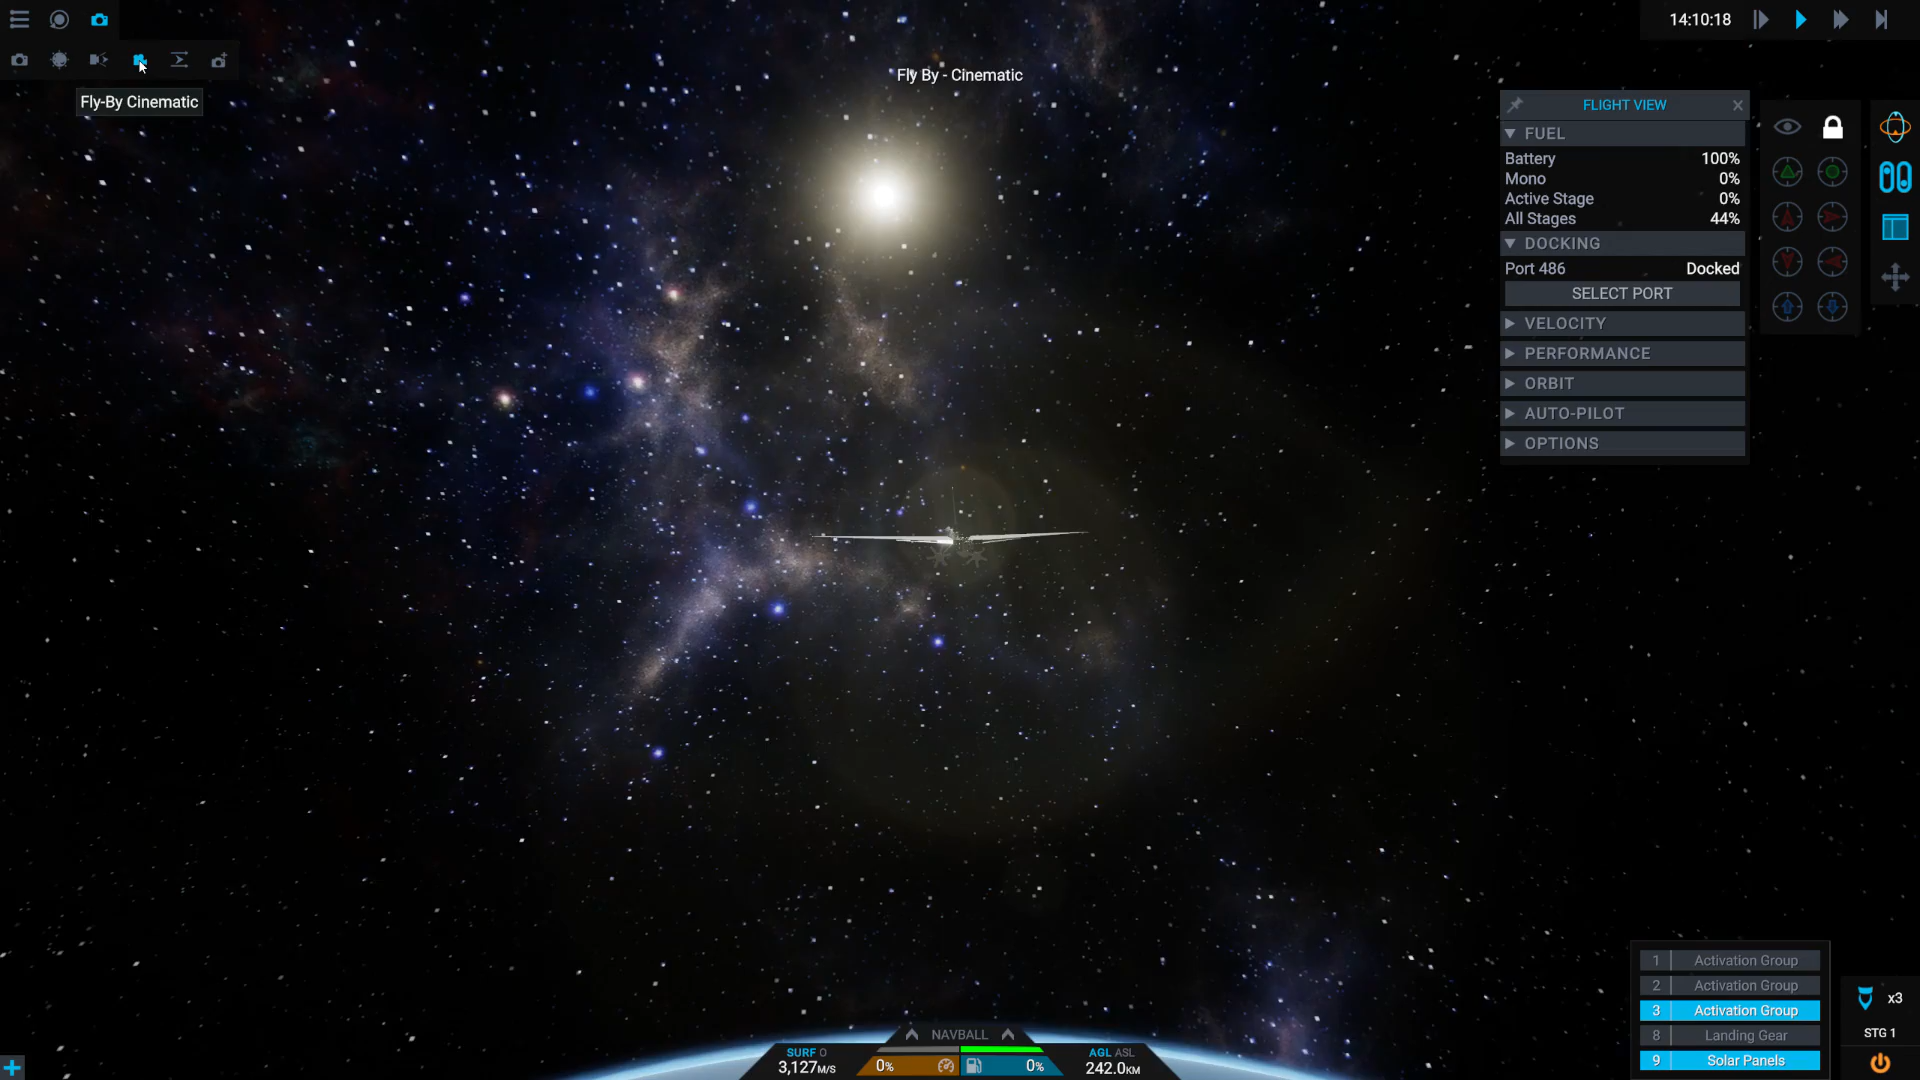 14:10:18
Fly-By Cinematic
Fly By - Cinematic
FLIGHT VIEW
FUEL
Battery 100%
Mono 0%
Active Stage 0%
All Stages 44%
DOCKING
Port 486 Docked
SELECT PORT
VELOCITY
PERFORMANCE
ORBIT
AUTO-PILOT
OPTIONS
1 Activation Group
2 Activation Group
3 Activation Group
8 Landing Gear
9 Solar Panels
x3
STG 1
NAVBALL
SURF O
3,127M/S
0%
0%
AGL ASL
242.0KM